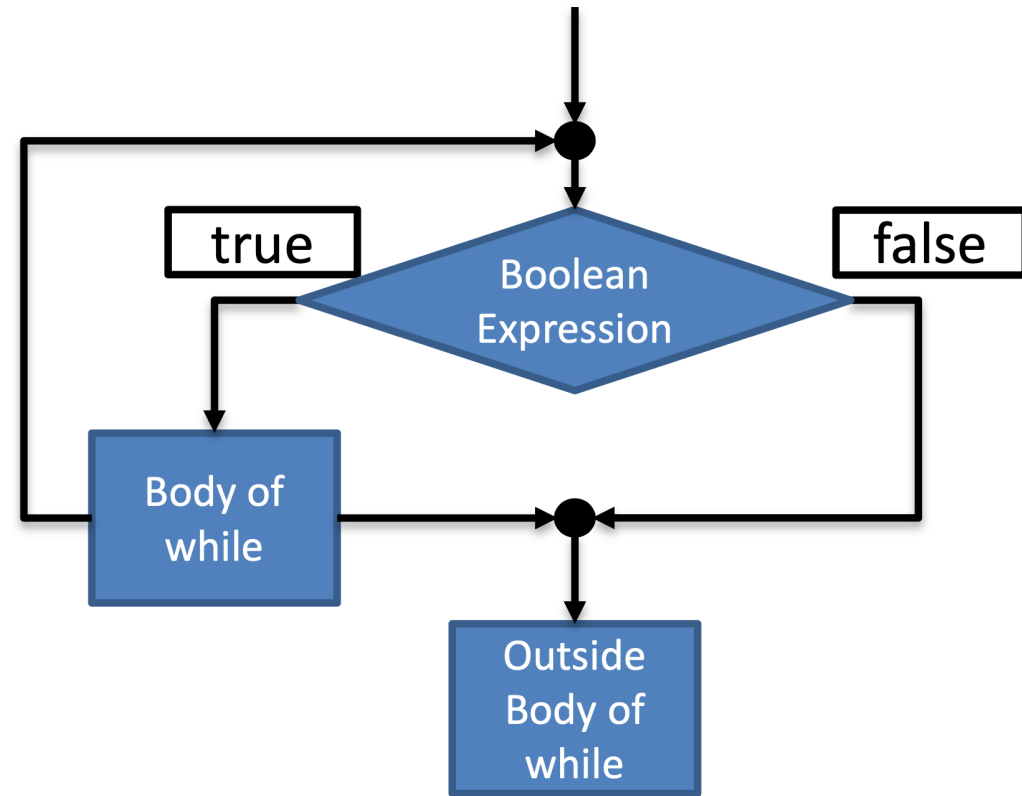 true
false
Boolean
Expression
Body of
while
Outside
Body of
while